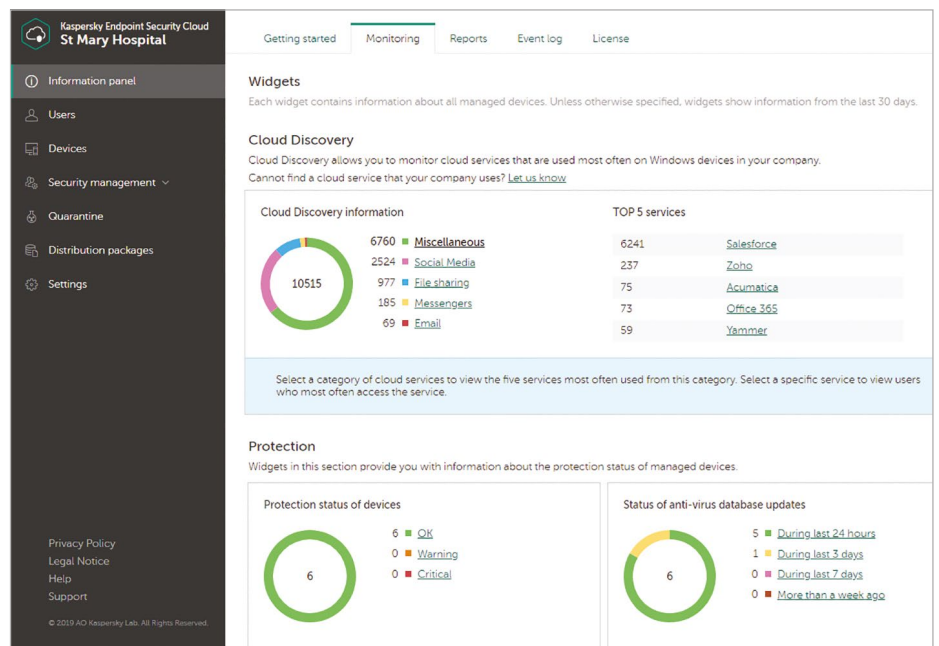 Kaspersky Endpoint Security Cloud
St Mary Hospital
Information panel
Users
Devices
Security management
Quarantine
Distribution packages
Settings
Privacy Policy
Legal Notice
Help
Support
© 2019 AO Kaspersky Lab. All Rights Reserved.
Getting started Monitoring Reports Event log License
Widgets
Each widget contains information about all managed devices. Unless otherwise specified, widgets show information from the last 30 days.
Cloud Discovery
Cloud Discovery allows you to monitor cloud services that are used most often on Windows devices in your company.
Cannot find a cloud service that your company uses? Let us know
Cloud Discovery information
10515
6760 Miscellaneous
2524 Social Media
977 File sharing
185 Messengers
69 Email
TOP 5 services
6241 Salesforce
237 Zoho
75 Acumatica
73 Office 365
59 Yammer
Select a category of cloud services to view the five services most often used from this category. Select a specific service to view users
who most often access the service.
Protection
Widgets in this section provide you with information about the protection status of managed devices.
Protection status of devices
6
6 OK
0 Warning
0 Critical
Status of anti-virus database updates
6
5 During last 24 hours
1 During last 3 days
0 During last 7 days
0 More than a week ago